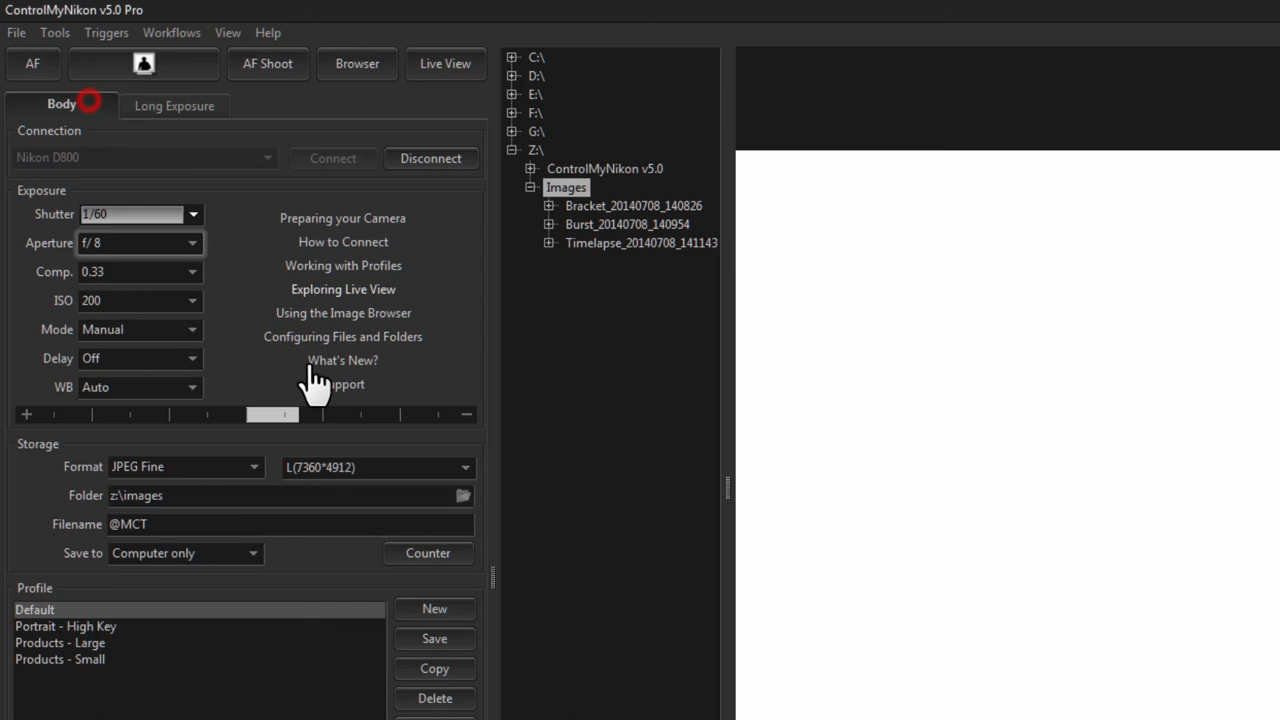 ControlMyNikon v5.0 Pro
File Tools Triggers Workflows View Help
AF AF Shoot Browser Live View
Body Long Exposure
Connection
Nikon D800 Connect Disconnect
Exposure
Shutter 1/60
Aperture f/ 8
Comp. 0.33
ISO 200
Mode Manual
Delay Off
WB Auto
Preparing your Camera
How to Connect
Working with Profiles
Exploring Live View
Using the Image Browser
Configuring Files and Folders
What's New?
upport
+ −
Storage
Format JPEG Fine L(7360*4912)
Folder z:\images
Filename @MCT
Save to Computer only Counter
Profile
Default
Portrait - High Key
Products - Large
Products - Small
New
Save
Copy
Delete
C:\
D:\
E:\
F:\
G:\
Z:\
ControlMyNikon v5.0
Images
Bracket_20140708_140826
Burst_20140708_140954
Timelapse_20140708_141143